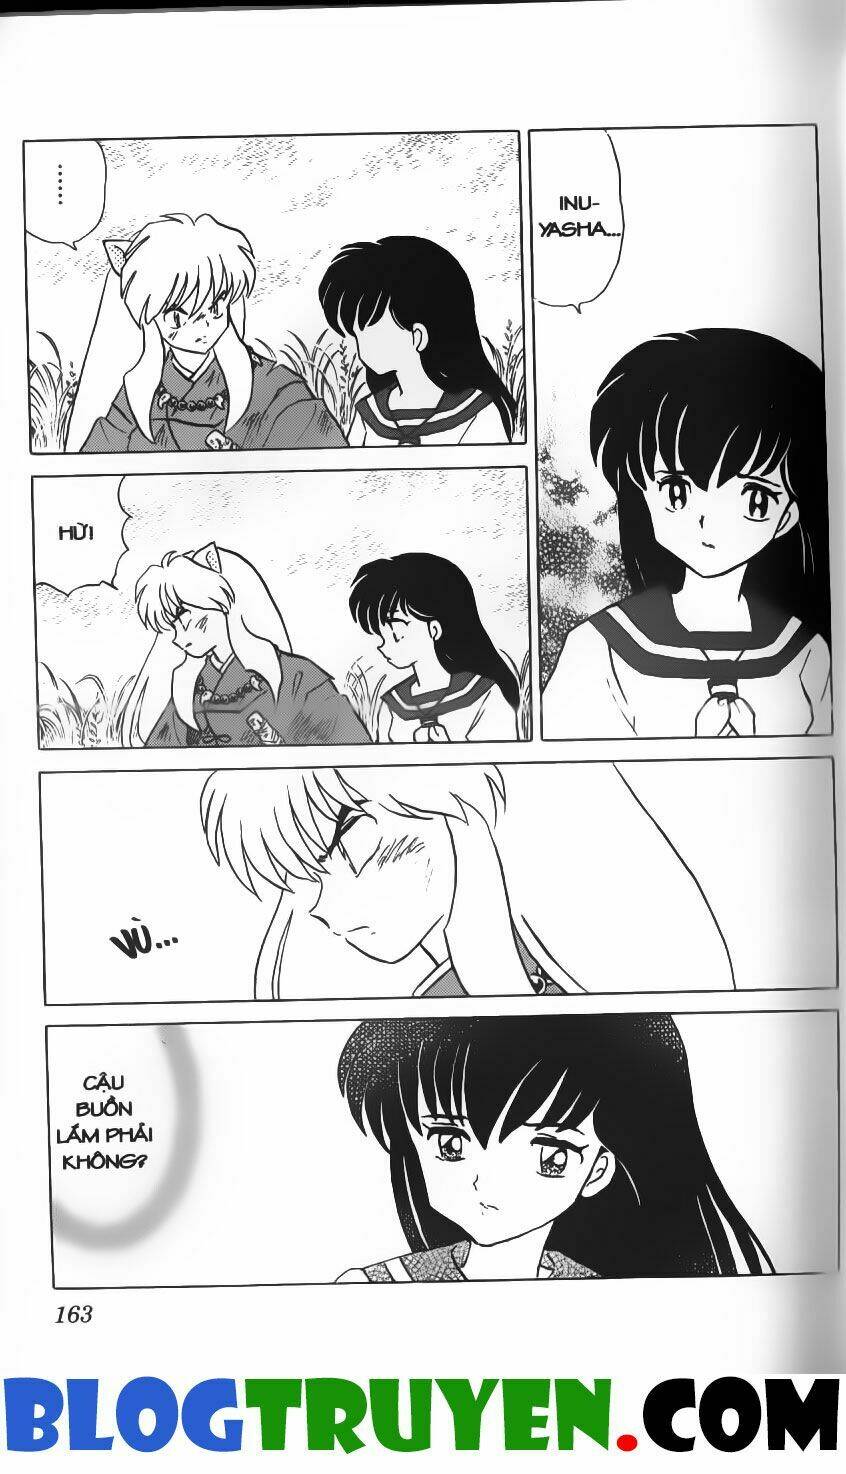 INU-
YASHA....
.......
HỪ!
VÙ...
CẬU
BUỒN
LẮM PHẢI
KHÔNG?
163
BLOGTRUYEN.COM